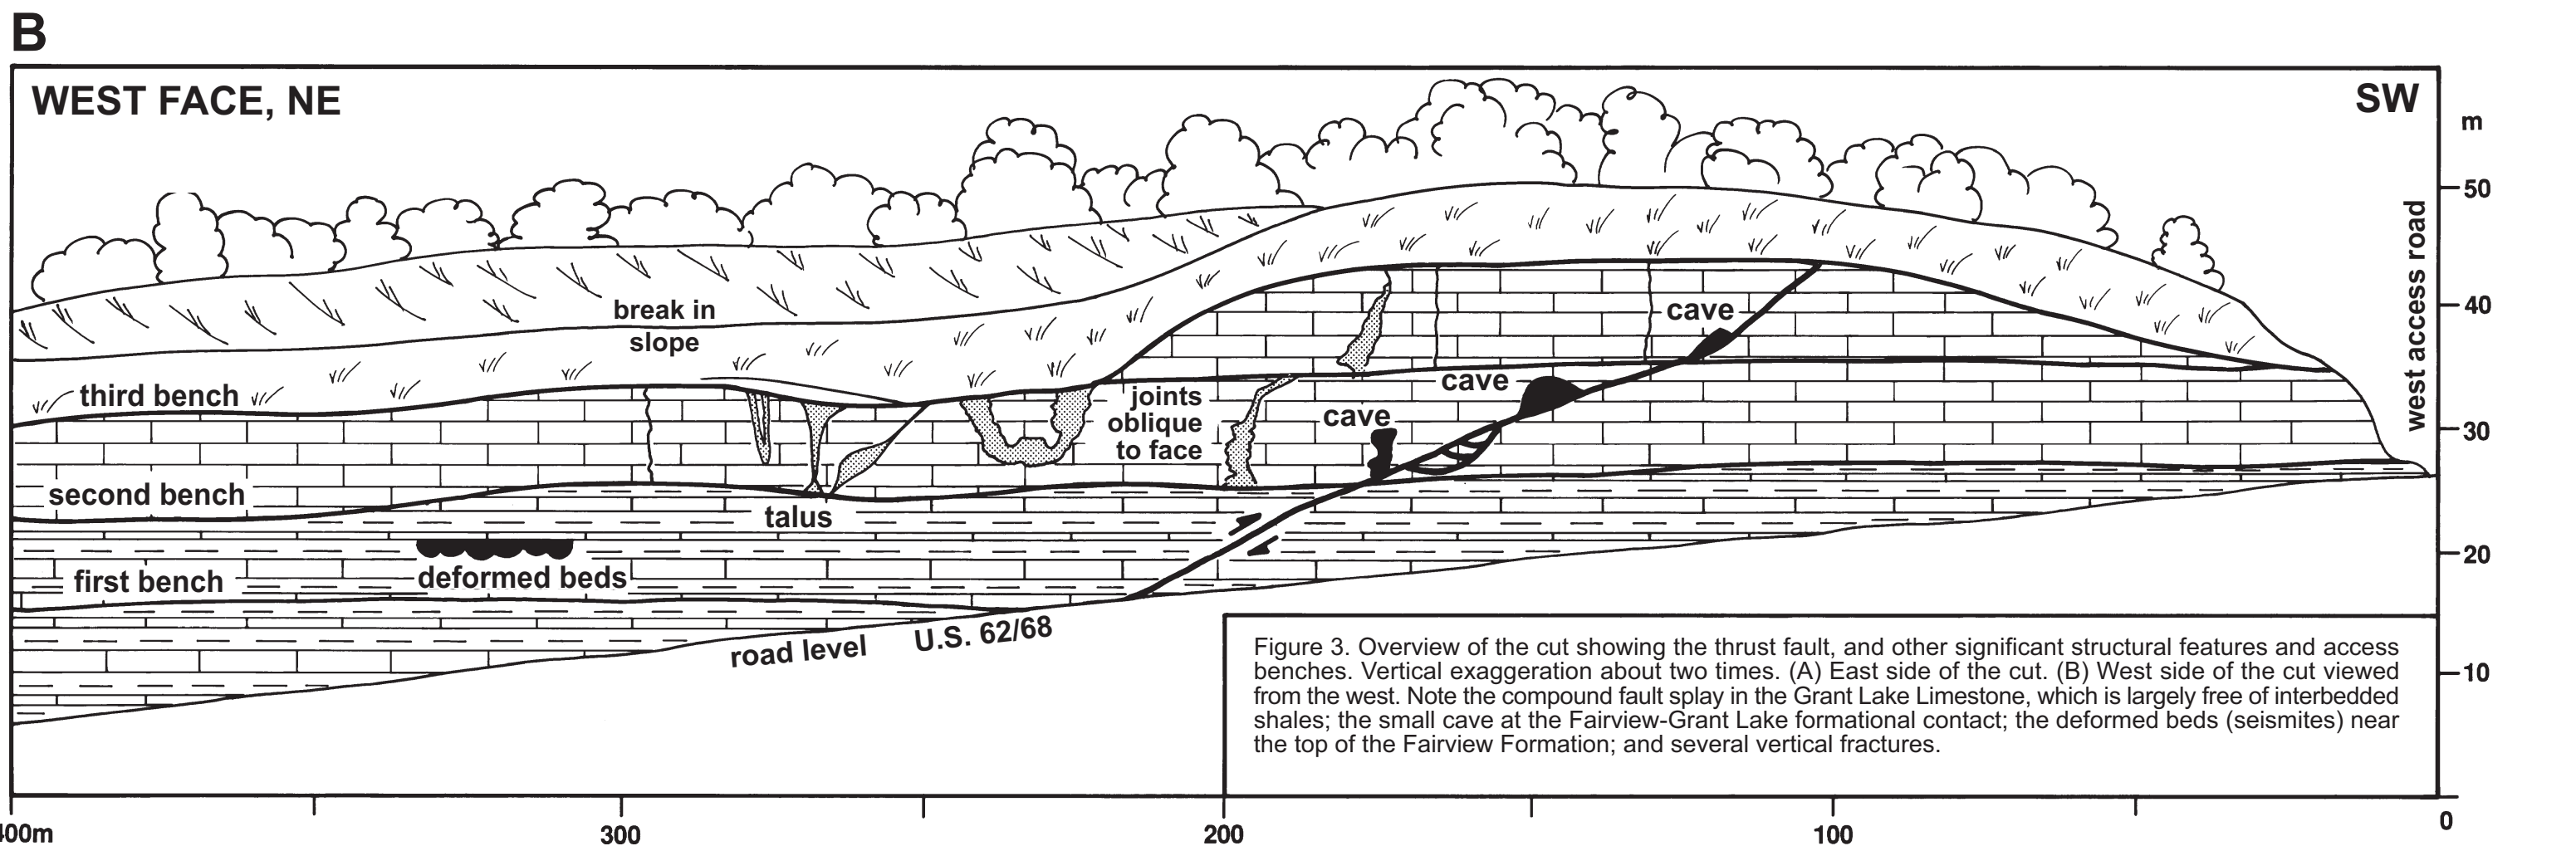 B
WEST FACE, NE
SW
m
50
west access road
40
break in
slope
cave
third bench
cave
joints
oblique
to face
cave
30
second bench
talus
20
first bench
deformed beds
U.S. 62/68
road level
10
Figure 3. Overview of the cut showing the thrust fault, and other significant structural features and access
benches. Vertical exaggeration about two times. (A) East side of the cut. (B) West side of the cut viewed
from the west. Note the compound fault splay in the Grant Lake Limestone, which is largely free of interbedded
shales; the small cave at the Fairview-Grant Lake formational contact; the deformed beds (seismites) near
the top of the Fairview Formation; and several vertical fractures.
400m
300
200
100
0